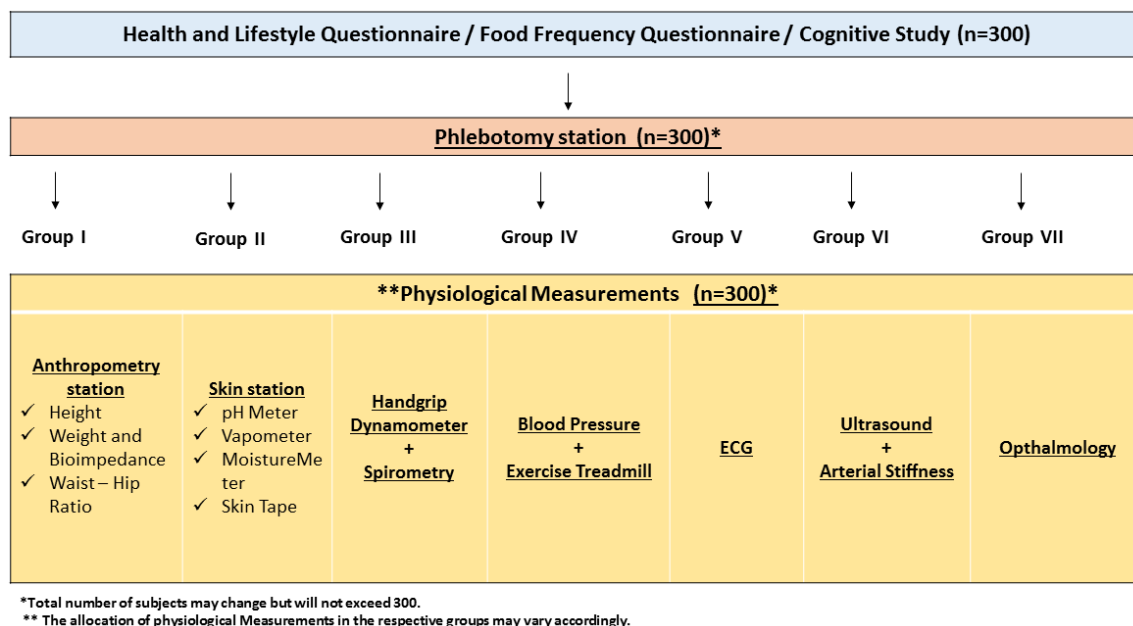 Health and Lifestyle Questionnaire / Food Frequency Questionnaire / Cognitive Study (n=300)
Phlebotomy station (n=300)*
Group I
Group II
Group III
Group IV
Group V
Group VI
Group VII
**Physiological Measurements (n=300)*
Anthropometry
station
✓ Height
✓ Weight and
Bioimpedance
✓ Waist – Hip
Ratio
Skin station
✓ pH Meter
✓ Vapometer
✓ MoistureMe
ter
✓ Skin Tape
Handgrip
Dynamometer
+
Spirometry
Blood Pressure
+
Exercise Treadmill
ECG
Ultrasound
+
Arterial Stiffness
Opthalmology
*Total number of subjects may change but will not exceed 300.
** The allocation of physiological Measurements in the respective groups may vary accordingly.